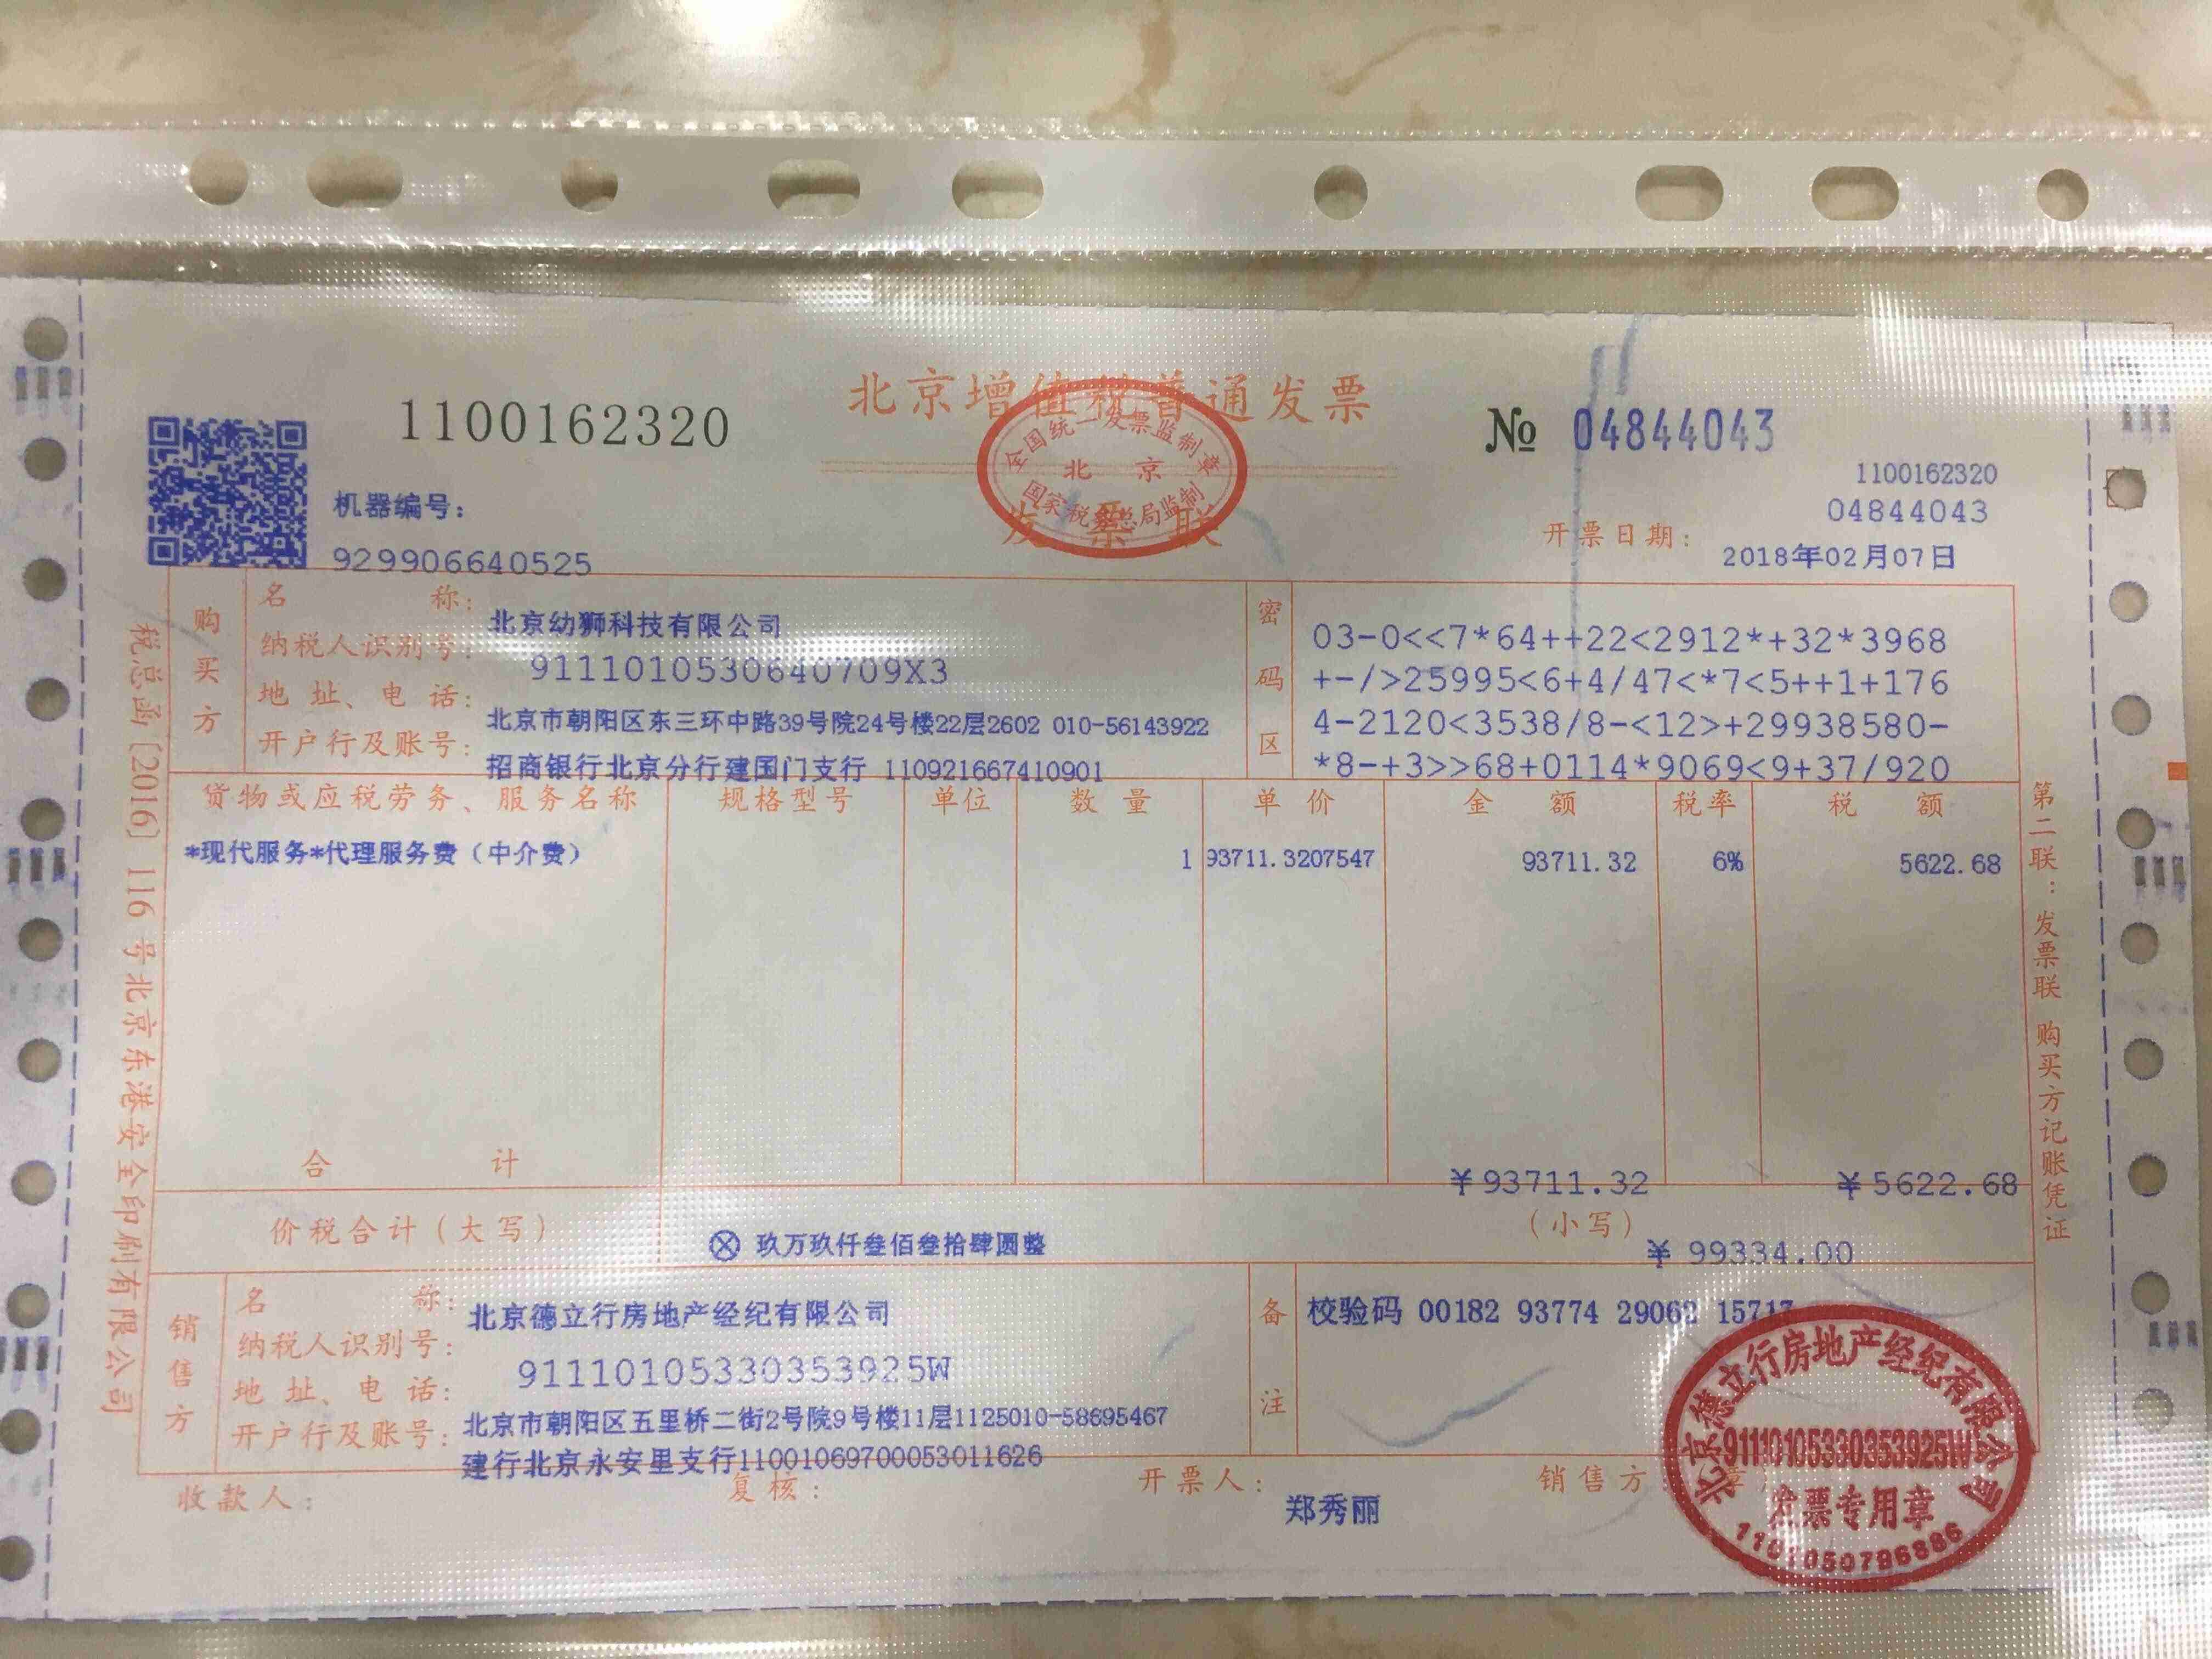 1100162320
北京增值税普通发票
全国统一发票监制章
北京
国家税务总局监制
发票联
№ 04844043
1100162320
04844043
机器编号:
929906640525
开票日期: 2018年02月07日
购买方
名称: 北京幼狮科技有限公司
纳税人识别号: 9111010530640709X3
地址、电话: 北京市朝阳区东三环中路39号院24号楼22层2602 010-56143922
开户行及账号: 招商银行北京分行建国门支行 110921667410901
密码区
03-0<<7*64++22<2912*+32*3968
+-/>25995<6+4/47<*7<5++1+176
4-2120<3538/8-<12>+29938580-
*8-+3>>68+0114*9069<9+37/920
货物或应税劳务、服务名称 规格型号 单位 数量 单价 金额 税率 税额
*现代服务*代理服务费（中介费） 1 93711.3207547 93711.32 6% 5622.68
合计 ¥93711.32 ¥5622.68
价税合计（大写） ⊗ 玖万玖仟叁佰叁拾肆圆整 （小写） ¥ 99334.00
销售方
名称: 北京德立行房地产经纪有限公司
纳税人识别号: 91110105330353925W
地址、电话: 北京市朝阳区五里桥二街2号院9号楼11层1125010-58695467
开户行及账号: 建行北京永安里支行11001069700053011626
备注
校验码 00182 93774 29062 15717
收款人: 复核: 开票人: 郑秀丽 销售方:
北京德立行房地产经纪有限公司
91110105330353925W
发票专用章
税总函 [2016] 116 号北京东港安全印刷有限公司
第二联: 发票联 购买方记账凭证